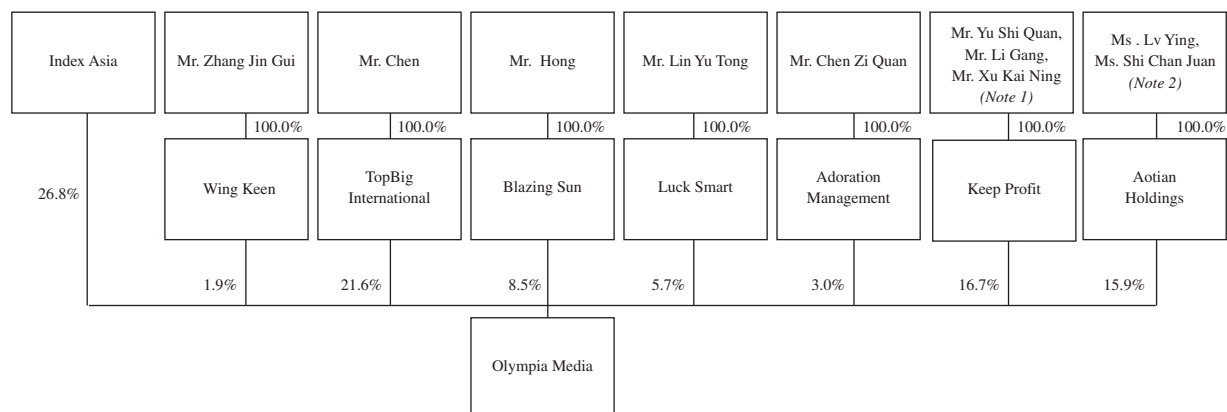 Index Asia
Mr. Zhang Jin Gui
Mr. Chen
Mr. Hong
Mr. Lin Yu Tong
Mr. Chen Zi Quan
Mr. Yu Shi Quan,
Mr. Li Gang,
Mr. Xu Kai Ning
(Note 1)
Ms . Lv Ying,
Ms. Shi Chan Juan
(Note 2)
100.0%
100.0%
100.0%
100.0%
100.0%
100.0%
100.0%
26.8%
Wing Keen
TopBig
International
Blazing Sun
Luck Smart
Adoration
Management
Keep Profit
Aotian
Holdings
1.9%
21.6%
8.5%
5.7%
3.0%
16.7%
15.9%
Olympia Media